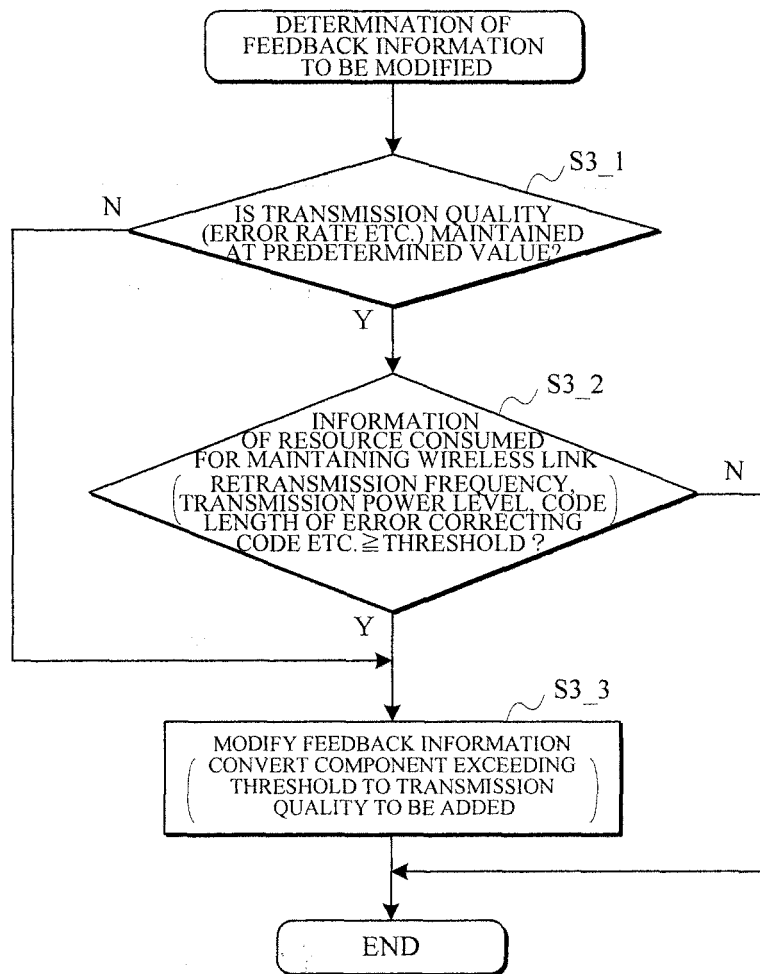 DETERMINATION OF
FEEDBACK INFORMATION
TO BE MODIFIED
S3_1
N
IS TRANSMISSION QUALITY
(ERROR RATE ETC.) MAINTAINED
AT PREDETERMINED VALUE?
Y
S3_2
INFORMATION
OF RESOURCE CONSUMED
FOR MAINTAINING WIRELESS LINK
N
(RETRANSMISSION FREQUENCY,
TRANSMISSION POWER LEVEL, CODE
LENGTH OF ERROR CORRECTING
CODE ETC.≧THRESHOLD ?)
Y
S3_3
MODIFY FEEDBACK INFORMATION
(CONVERT COMPONENT EXCEEDING
THRESHOLD TO TRANSMISSION
QUALITY TO BE ADDED)
END